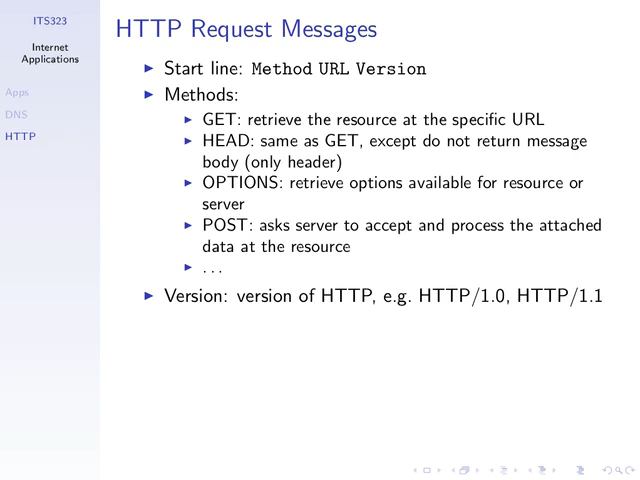 ITS323
Internet
Applications
Apps
DNS
HTTP
HTTP Request Messages
Start line: Method URL Version
Methods:
GET: retrieve the resource at the specific URL
HEAD: same as GET, except do not return message
body (only header)
OPTIONS: retrieve options available for resource or
server
POST: asks server to accept and process the attached
data at the resource
...
Version: version of HTTP, e.g. HTTP/1.0, HTTP/1.1